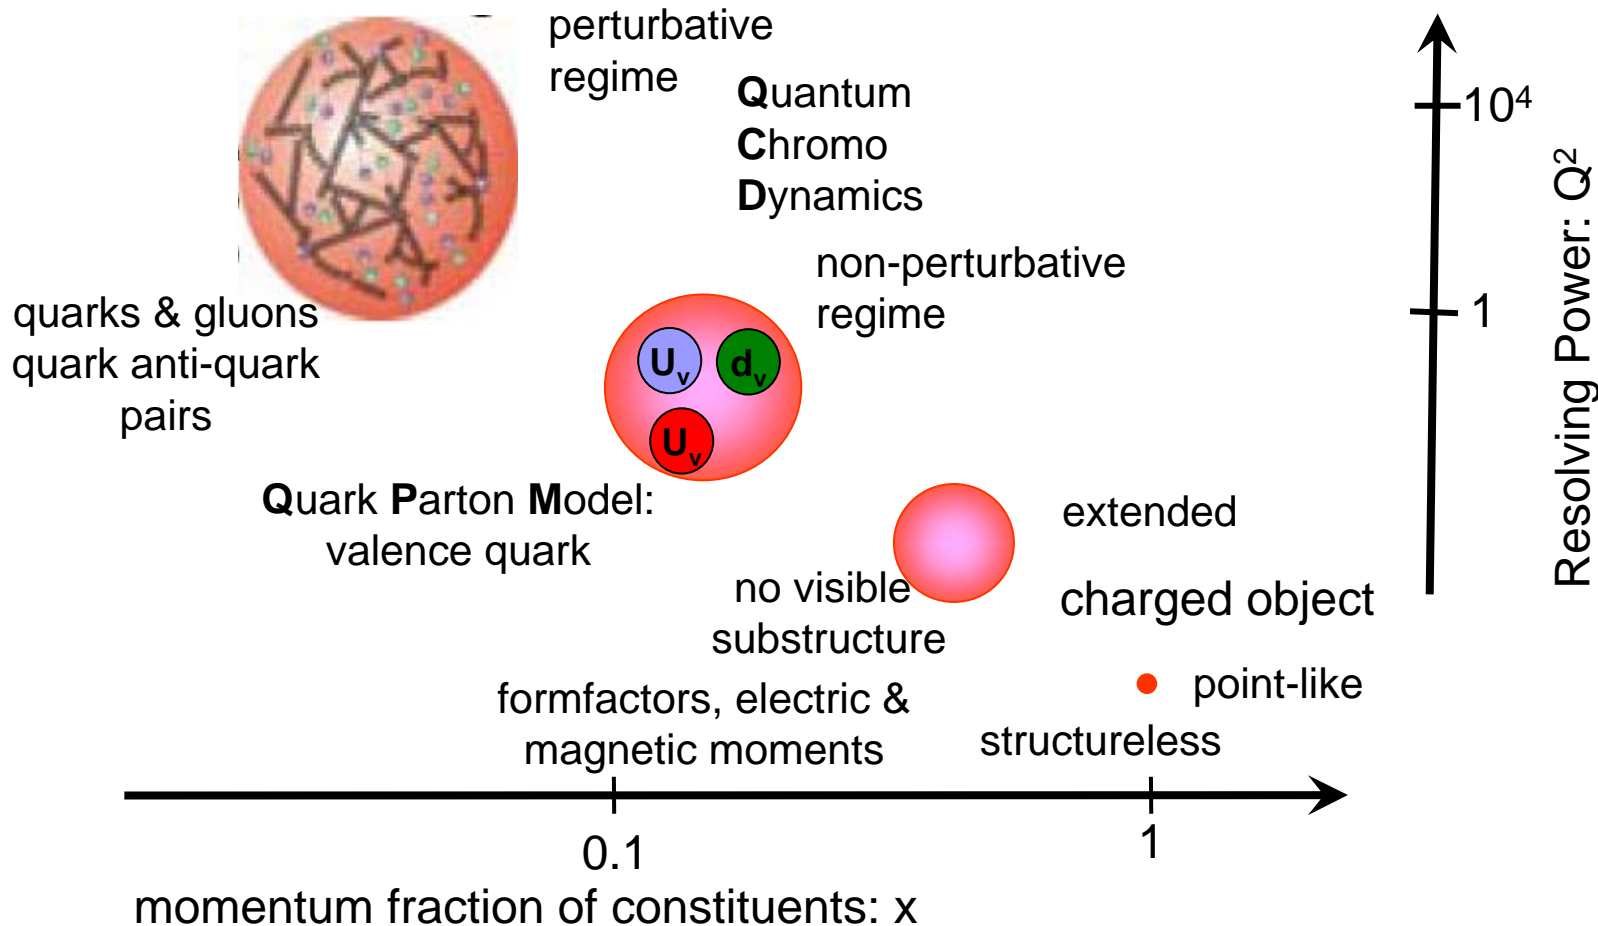 perturbative
regime
Quantum
Chromo
Dynamics
10⁴
non-perturbative
regime
1
Resolving Power: Q²
quarks & gluons
quark anti-quark
pairs
Uᵥ
dᵥ
Uᵥ
Quark Parton Model:
valence quark
extended
charged object
no visible
substructure
point-like
structureless
formfactors, electric &
magnetic moments
0.1
1
momentum fraction of constituents: x